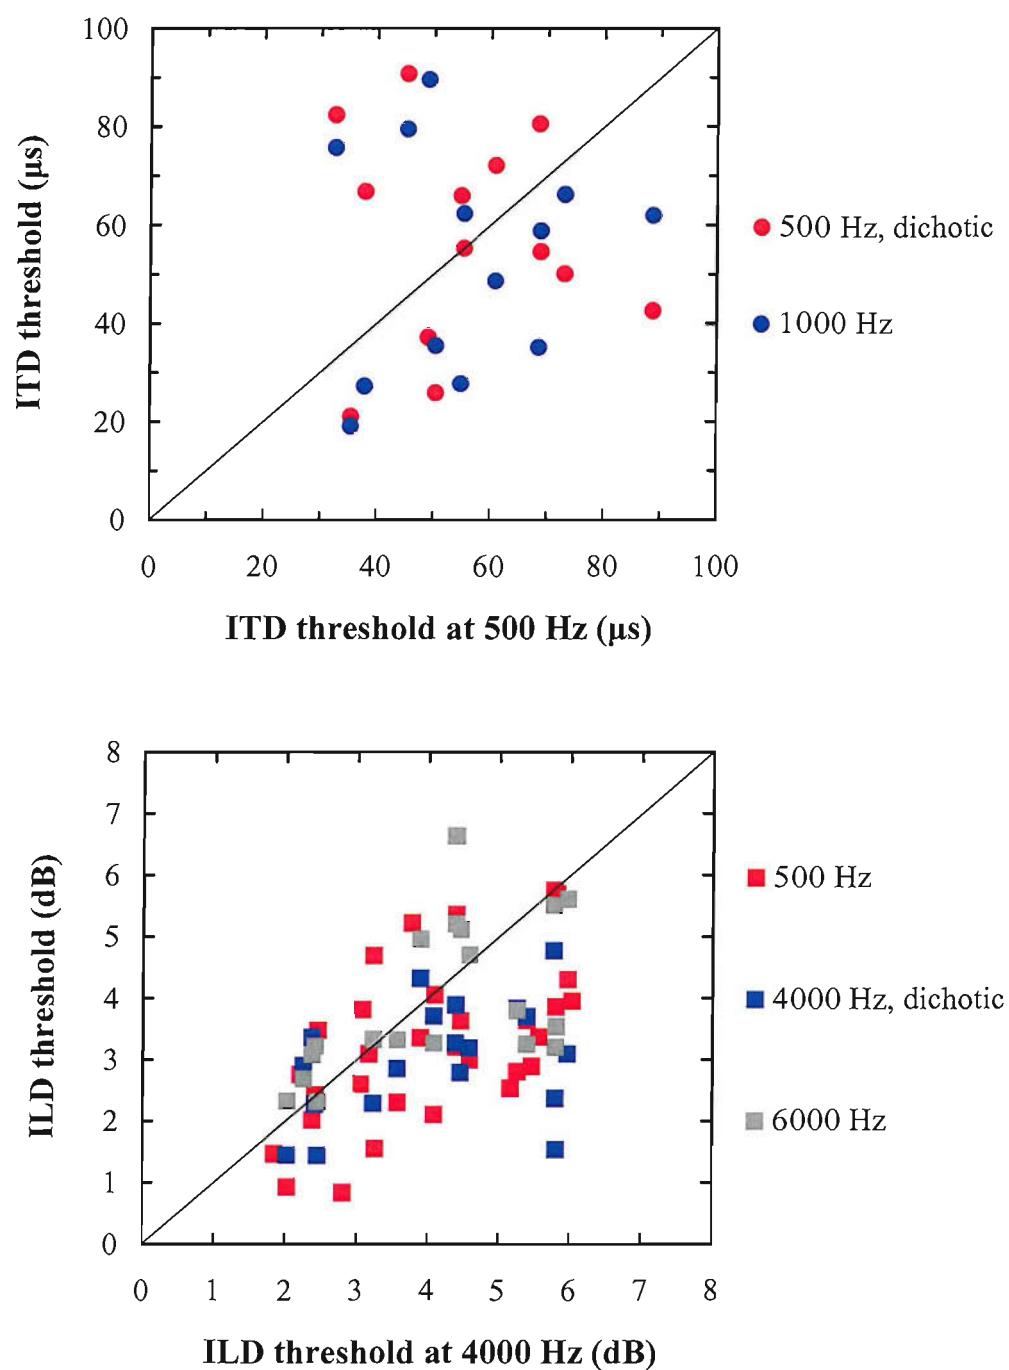 100
80
60
40
20
0
ITD threshold (µs)
0 20 40 60 80 100
ITD threshold at 500 Hz (µs)
500 Hz, dichotic
1000 Hz
8
7
6
5
4
3
2
1
0
ILD threshold (dB)
0 1 2 3 4 5 6 7 8
ILD threshold at 4000 Hz (dB)
500 Hz
4000 Hz, dichotic
6000 Hz